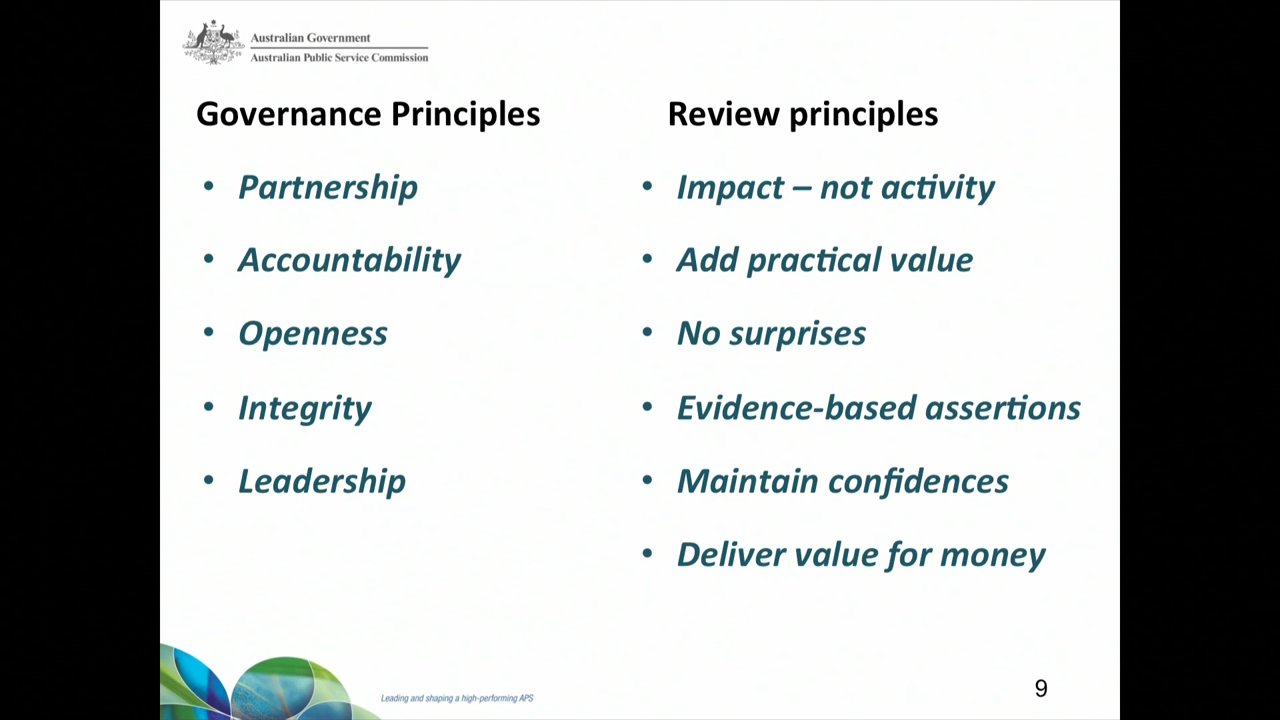 Australian Government
Australian Public Service Commission
Governance Principles
• Partnership
• Accountability
• Openness
• Integrity
• Leadership
Review principles
• Impact – not activity
• Add practical value
• No surprises
• Evidence-based assertions
• Maintain confidences
• Deliver value for money
Leading and shaping a high-performing APS
9